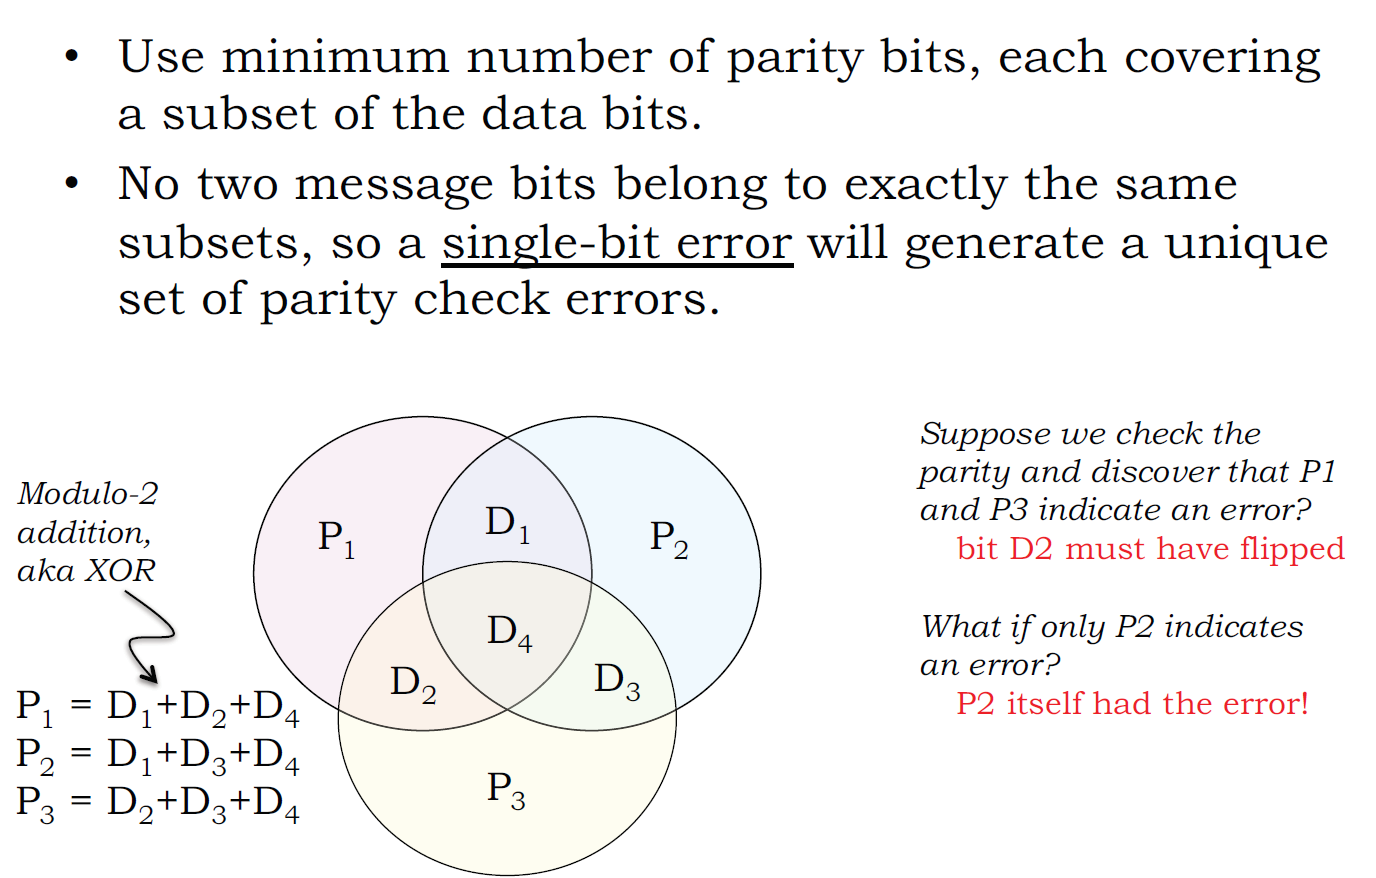 • Use minimum number of parity bits, each covering
a subset of the data bits.
• No two message bits belong to exactly the same
subsets, so a single-bit error will generate a unique
set of parity check errors.
Modulo-2
addition,
aka XOR
P₁ = D₁+D₂+D₄
P₂ = D₁+D₃+D₄
P₃ = D₂+D₃+D₄
P₁
D₁
P₂
D₄
D₂
D₃
P₃
Suppose we check the
parity and discover that P1
and P3 indicate an error?
bit D2 must have flipped
What if only P2 indicates
an error?
P2 itself had the error!